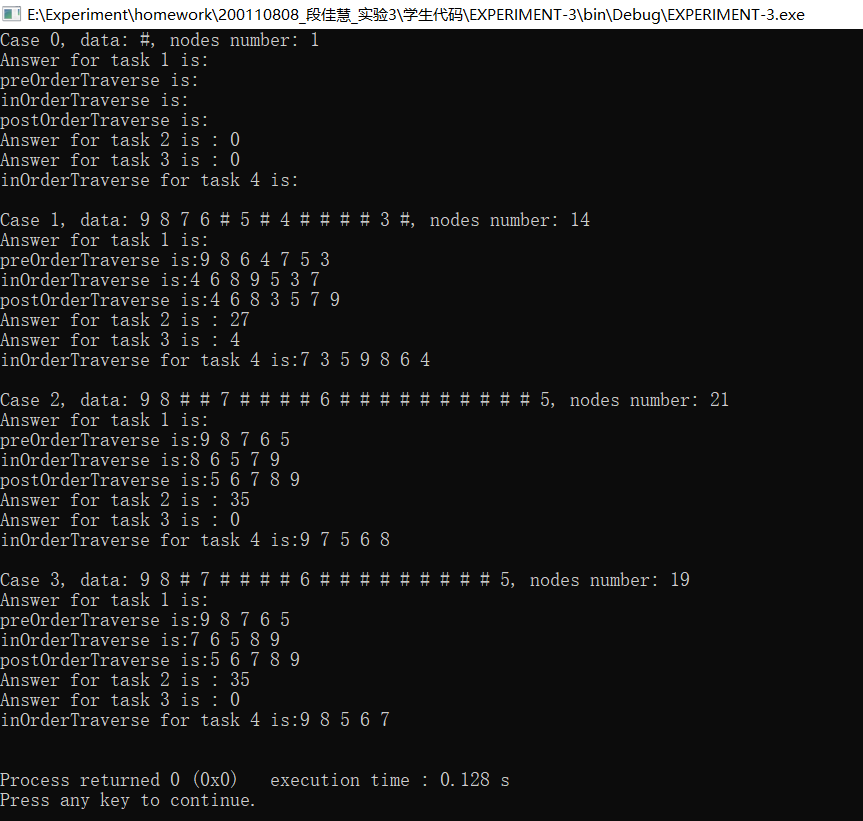 E:\Experiment\homework\200110808_段佳慧_实验3\学生代码\EXPERIMENT-3\bin\Debug\EXPERIMENT-3.exe
Case 0, data: #, nodes number: 1
Answer for task 1 is:
preOrderTraverse is:
inOrderTraverse is:
postOrderTraverse is:
Answer for task 2 is : 0
Answer for task 3 is : 0
inOrderTraverse for task 4 is:
Case 1, data: 9 8 7 6 # 5 # 4 # # # # 3 #, nodes number: 14
Answer for task 1 is:
preOrderTraverse is:9 8 6 4 7 5 3
inOrderTraverse is:4 6 8 9 5 3 7
postOrderTraverse is:4 6 8 3 5 7 9
Answer for task 2 is : 27
Answer for task 3 is : 4
inOrderTraverse for task 4 is:7 3 5 9 8 6 4
Case 2, data: 9 8 # # 7 # # # # 6 # # # # # # # # # # 5, nodes number: 21
Answer for task 1 is:
preOrderTraverse is:9 8 7 6 5
inOrderTraverse is:8 6 5 7 9
postOrderTraverse is:5 6 7 8 9
Answer for task 2 is : 35
Answer for task 3 is : 0
inOrderTraverse for task 4 is:9 7 5 6 8
Case 3, data: 9 8 # 7 # # # # 6 # # # # # # # # # 5, nodes number: 19
Answer for task 1 is:
preOrderTraverse is:9 8 7 6 5
inOrderTraverse is:7 6 5 8 9
postOrderTraverse is:5 6 7 8 9
Answer for task 2 is : 35
Answer for task 3 is : 0
inOrderTraverse for task 4 is:9 8 5 6 7
Process returned 0 (0x0)   execution time : 0.128 s
Press any key to continue.